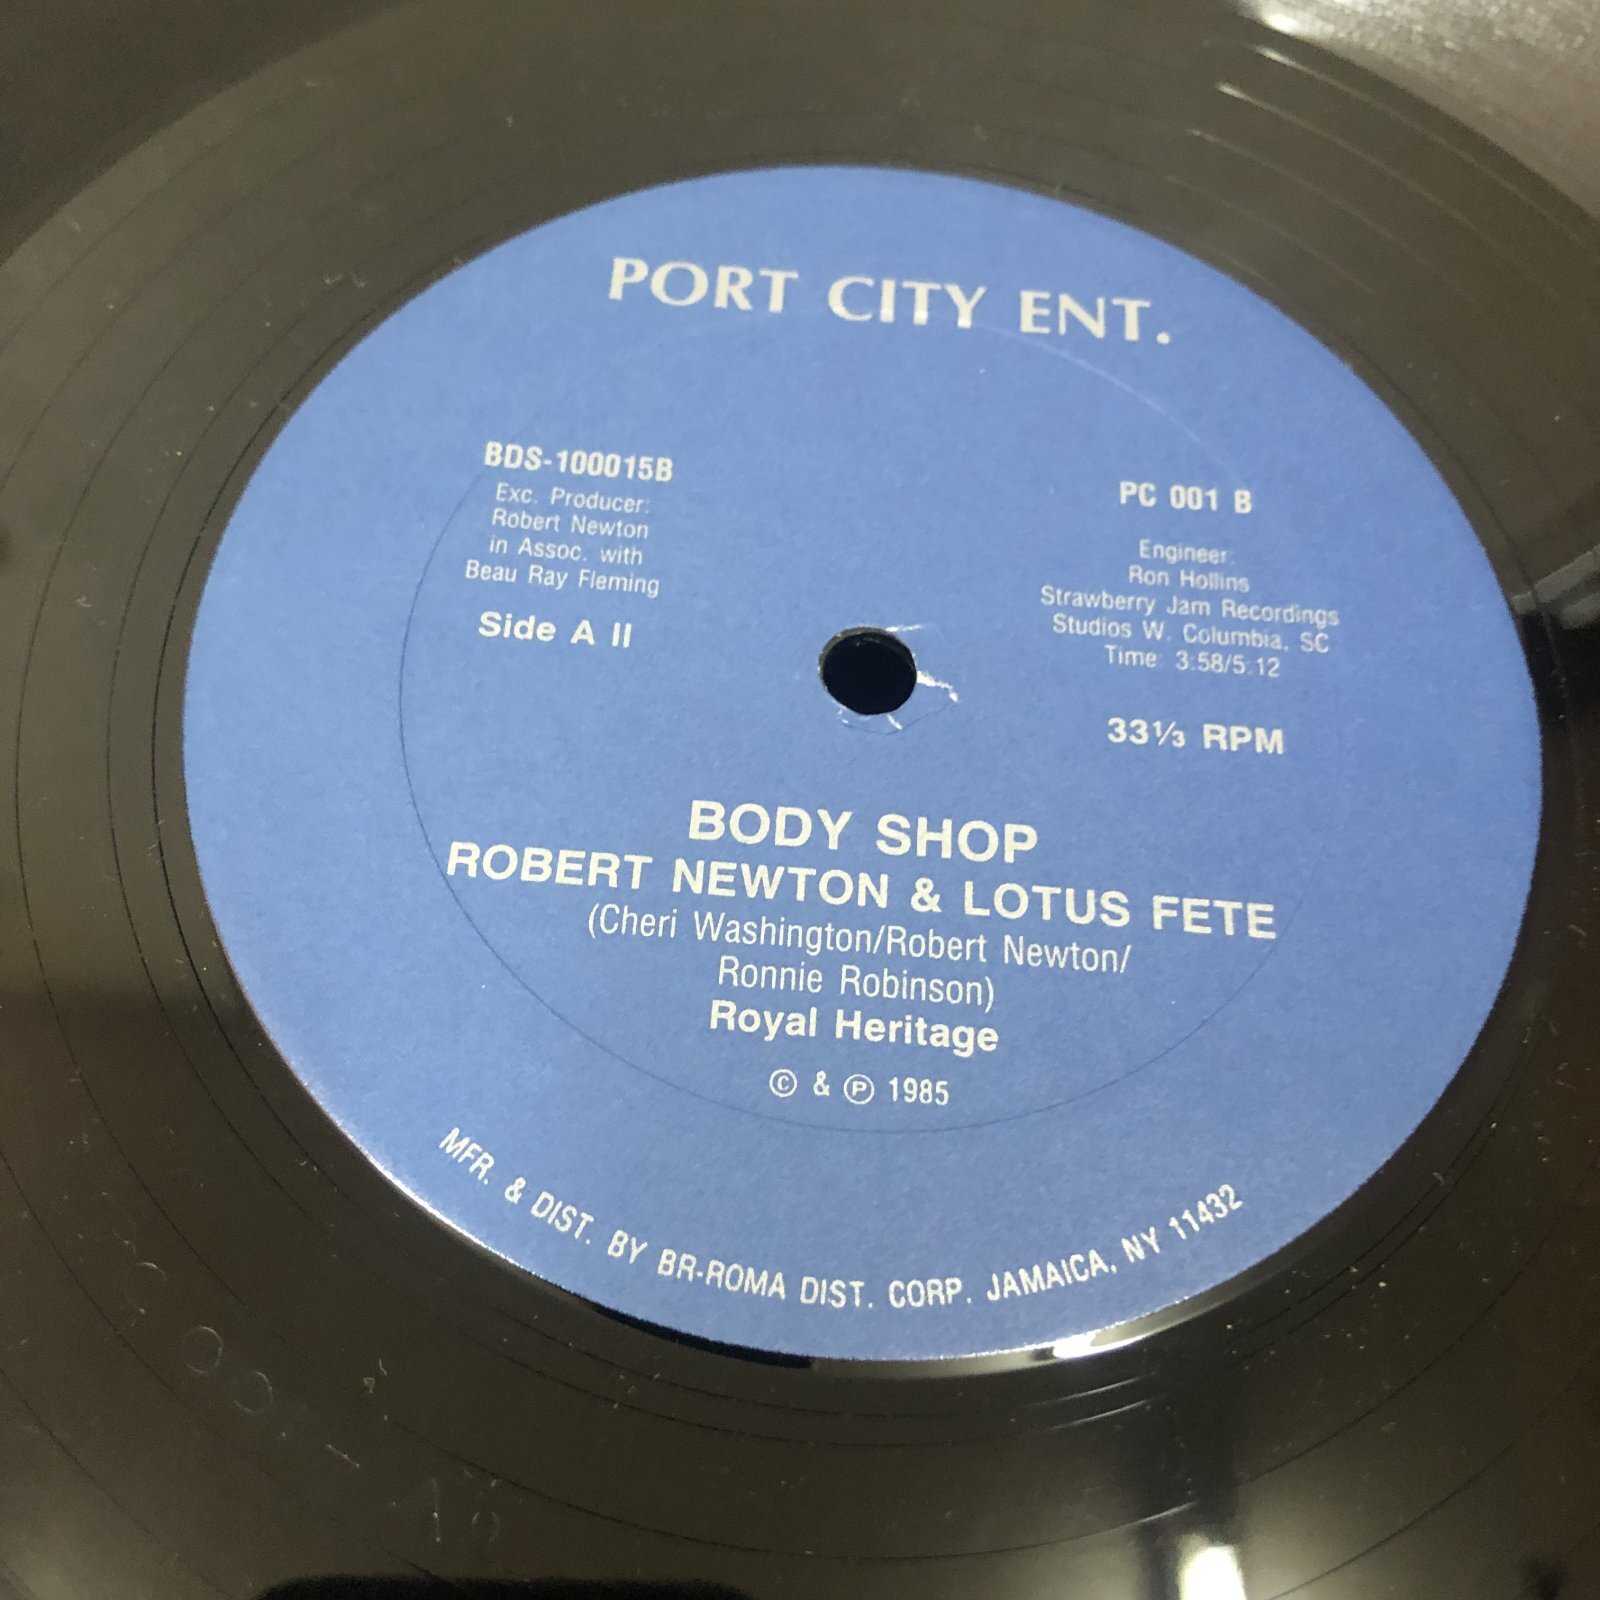 PORT CITY ENT.
BDS-100015B
Exc. Producer:
Robert Newton
in Assoc. with
Beau Ray Fleming
Side A II
PC 001 B
Engineer:
Ron Hollins
Strawberry Jam Recordings
Studios W. Columbia, SC
Time: 3:58/5:12
33⅓ RPM
BODY SHOP
ROBERT NEWTON & LOTUS FETE
(Cheri Washington/Robert Newton/
Ronnie Robinson)
Royal Heritage
© & ℗ 1985
MFR. & DIST. BY BR-ROMA DIST. CORP. JAMAICA, NY 11432